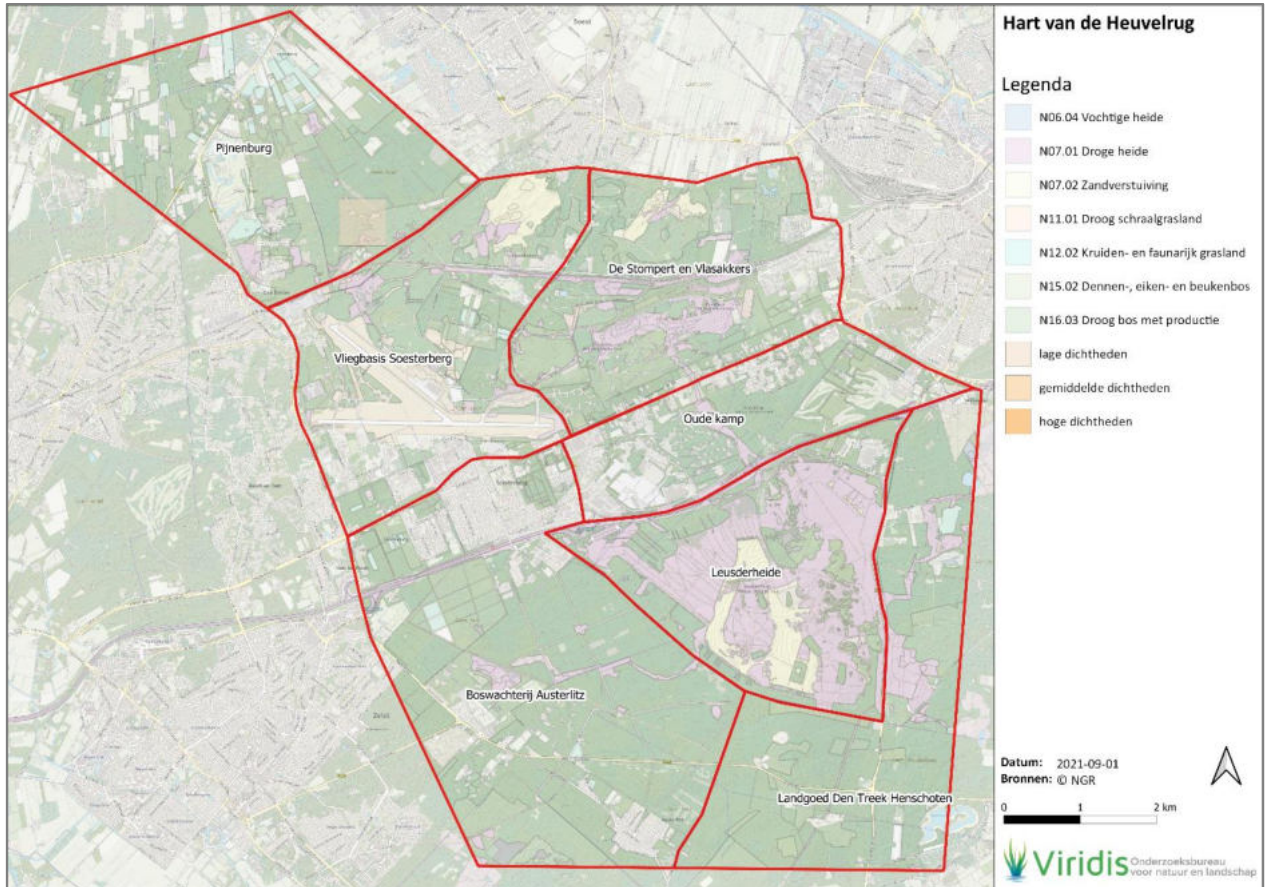 Hart van de Heuvelrug
Legenda
N06.04 Vochtige heide
N07.01 Droge heide
N07.02 Zandverstuiving
N11.01 Droog schraalgrasland
N12.02 Kruiden- en faunarijk grasland
N15.02 Dennen-, eiken- en beukenbos
N16.03 Droog bos met productie
lage dichtheden
gemiddelde dichtheden
hoge dichtheden
Pijnenburg
De Stompert en Vlasakkers
Vliegbasis Soesterberg
Oude kamp
Leusderheide
Boswachterij Austerlitz
Landgoed Den Treek Henschoten
Soest
Zeist
Datum: 2021-09-01
Bronnen: © NGR
0 1 2 km
Viridis
Onderzoeksbureau
voor natuur en landschap